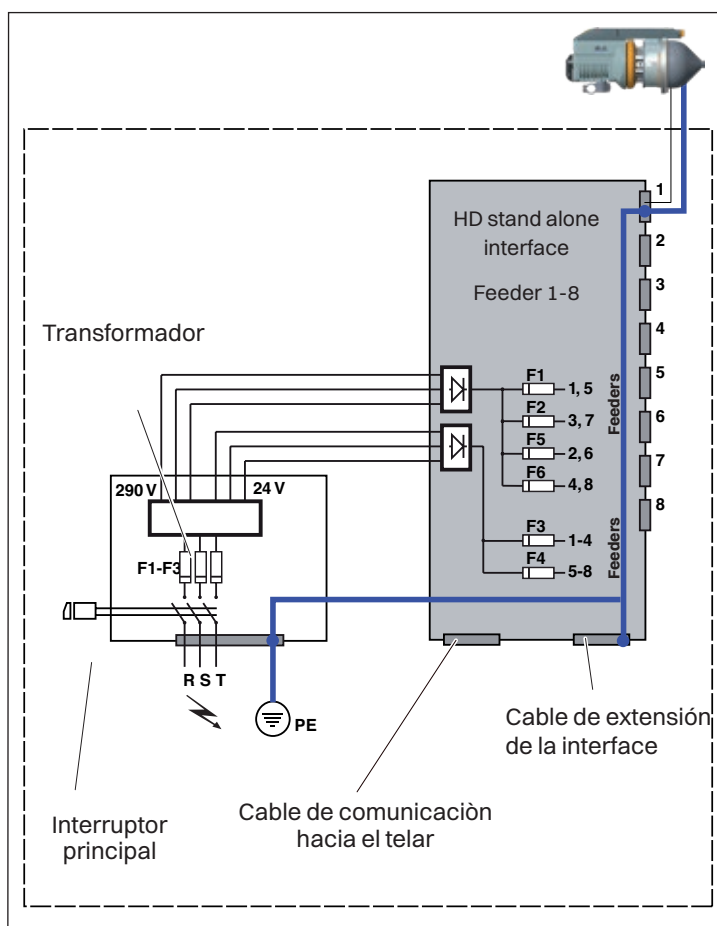 1
HD stand alone
interface
Feeder 1-8
2
3
4
5
6
7
8
Transformador
F1
1, 5
F2
3, 7
F5
2, 6
F6
4, 8
F3
1-4
F4
5-8
Feeders
Feeders
290 V
24 V
F1-F3
R S T
PE
Cable de extensión
de la interface
Cable de comunicaciòn
hacia el telar
Interruptor
principal